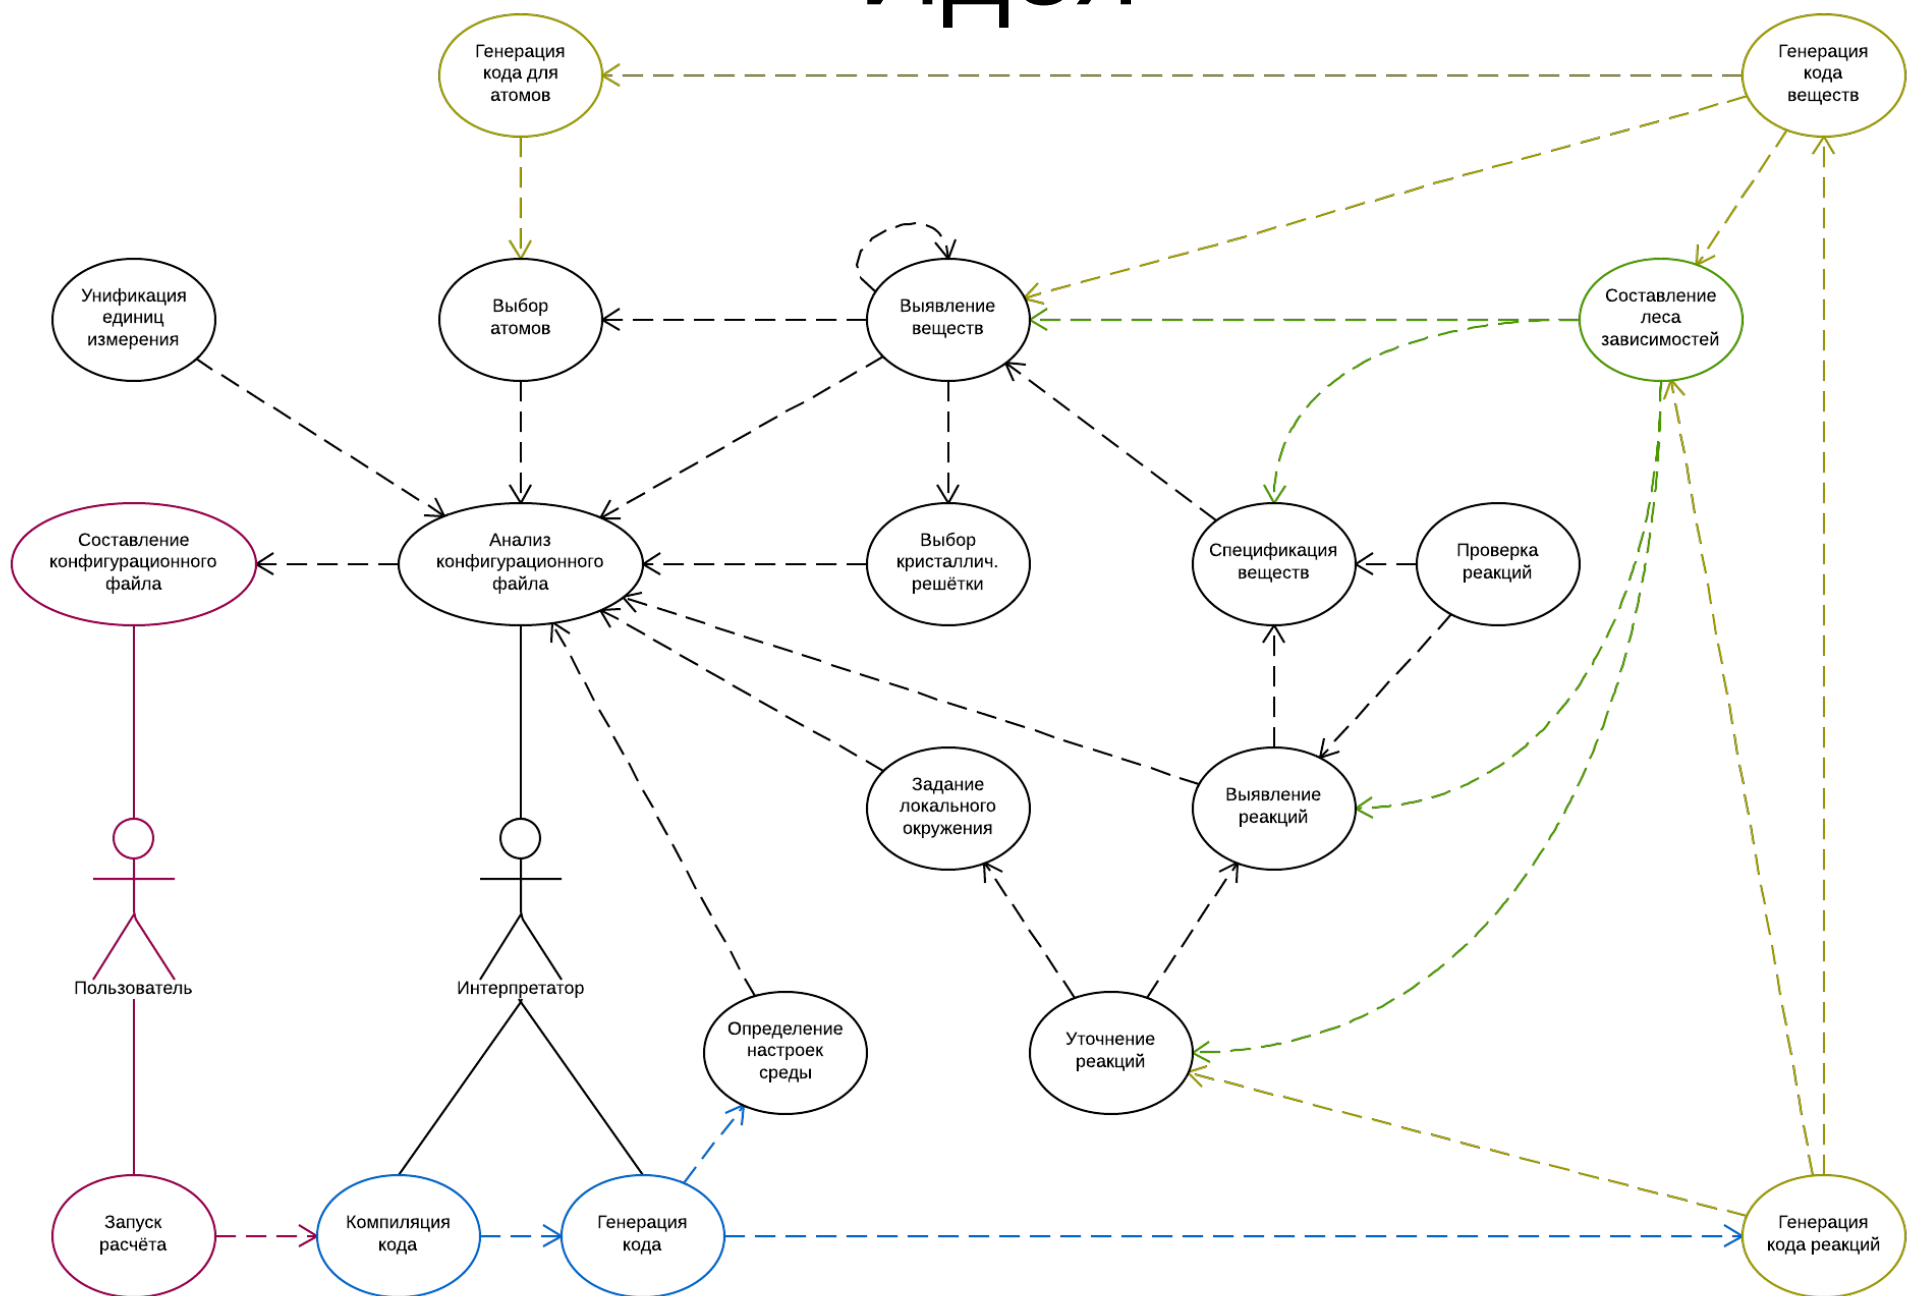 Идея
Генерация
кода для
атомов
Генерация
кода
веществ
Унификация
единиц
измерения
Выбор
атомов
Выявление
веществ
Составление
леса
зависимостей
Составление
конфигурационного
файла
Анализ
конфигурационного
файла
Выбор
кристаллич.
решётки
Спецификация
веществ
Проверка
реакций
Задание
локального
окружения
Выявление
реакций
Пользователь
Интерпретатор
Определение
настроек
среды
Уточнение
реакций
Запуск
расчёта
Компиляция
кода
Генерация
кода
Генерация
кода реакций